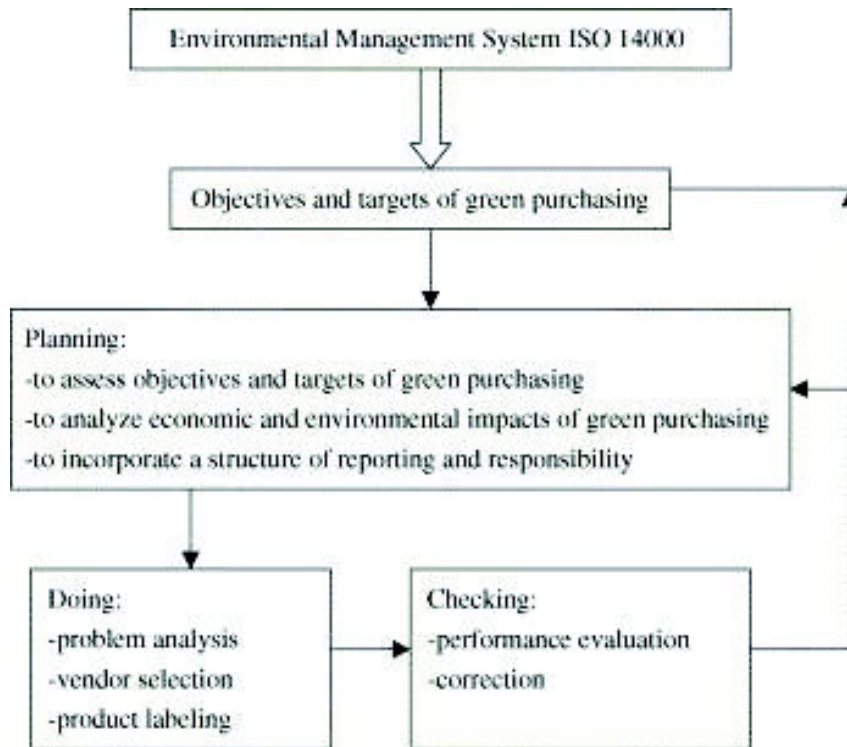 Environmental Management System ISO 14000
Objectives and targets of green purchasing
Planning:
-to assess objectives and targets of green purchasing
-to analyze economic and environmental impacts of green purchasing
-to incorporate a structure of reporting and responsibility
Doing:
-problem analysis
-vendor selection
-product labeling
Checking:
-performance evaluation
-correction